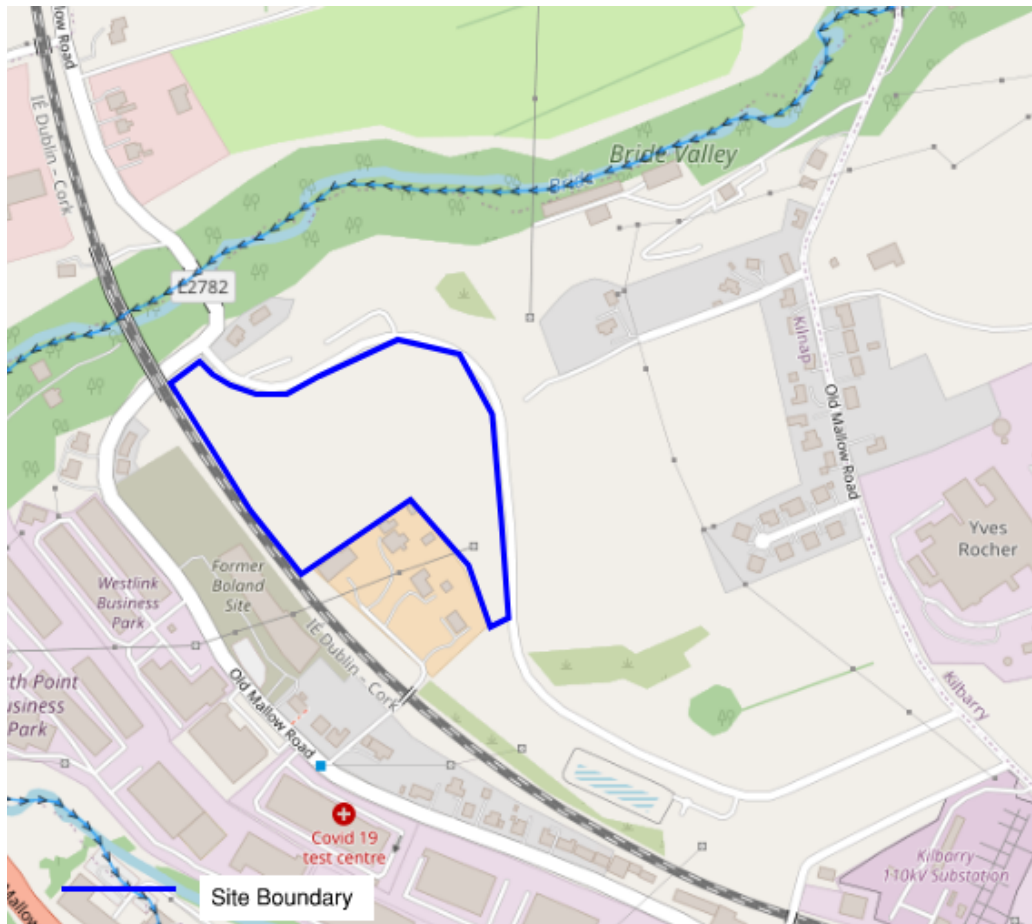 low Road
IÉ Dublin – Cork
Bride Valley
Bride
L2782
Kilnap
Old Mallow Road
Yves
Rocher
Former
Boland
Site
Westlink
Business
Park
IÉ Dublin – Cork
rth Point
usiness
Park
Old Mallow Road
Kilbarry
Covid 19
test centre
Kilbarry
110kV Substation
Site Boundary